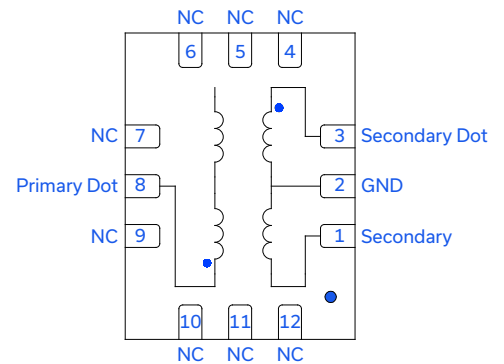 NC NC NC
6 5 4
NC 7 3 Secondary Dot
Primary Dot 8 2 GND
NC 9 1 Secondary
10 11 12
NC NC NC